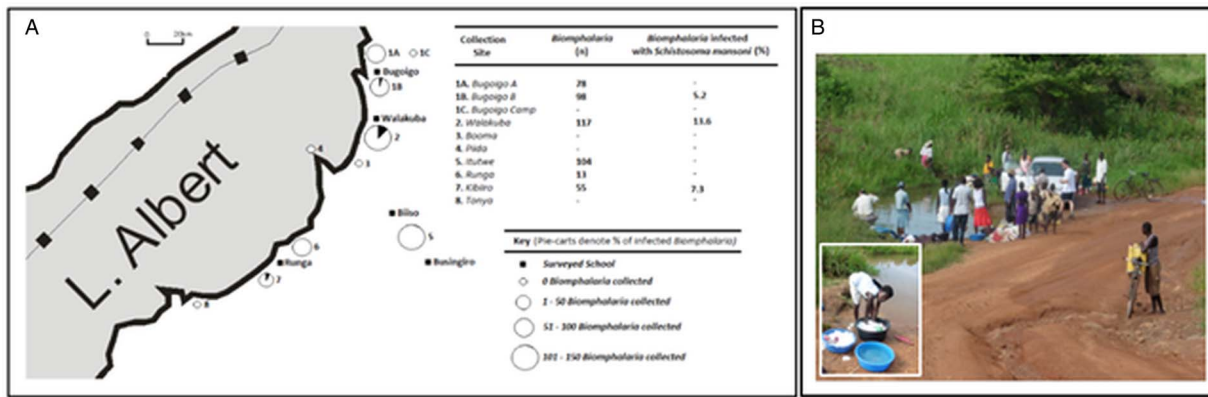 A
20km
1A
1C
Bugoigo
1B
Walakuba
2
4
3
L. Albert
Biiso
5
Busingiro
6
Runga
7
8
Collection Site
Biomphalaria (n)
Biomphalaria infected with Schistosoma mansoni (%)
1A. Bugoigo A 78 -
1B. Bugoigo B 98 5.2
1C. Bugoigo Camp - -
2. Walakuba 117 13.6
3. Booma - -
4. Piida - -
5. Itutwe 104 -
6. Runga 13 -
7. Kibiro 55 7.3
8. Tonya - -
Key (Pie-carts denote % of infected Biomphalaria)
Surveyed School
0 Biomphalaria collected
1 - 50 Biomphalaria collected
51 - 100 Biomphalaria collected
101 - 150 Biomphalaria collected
B